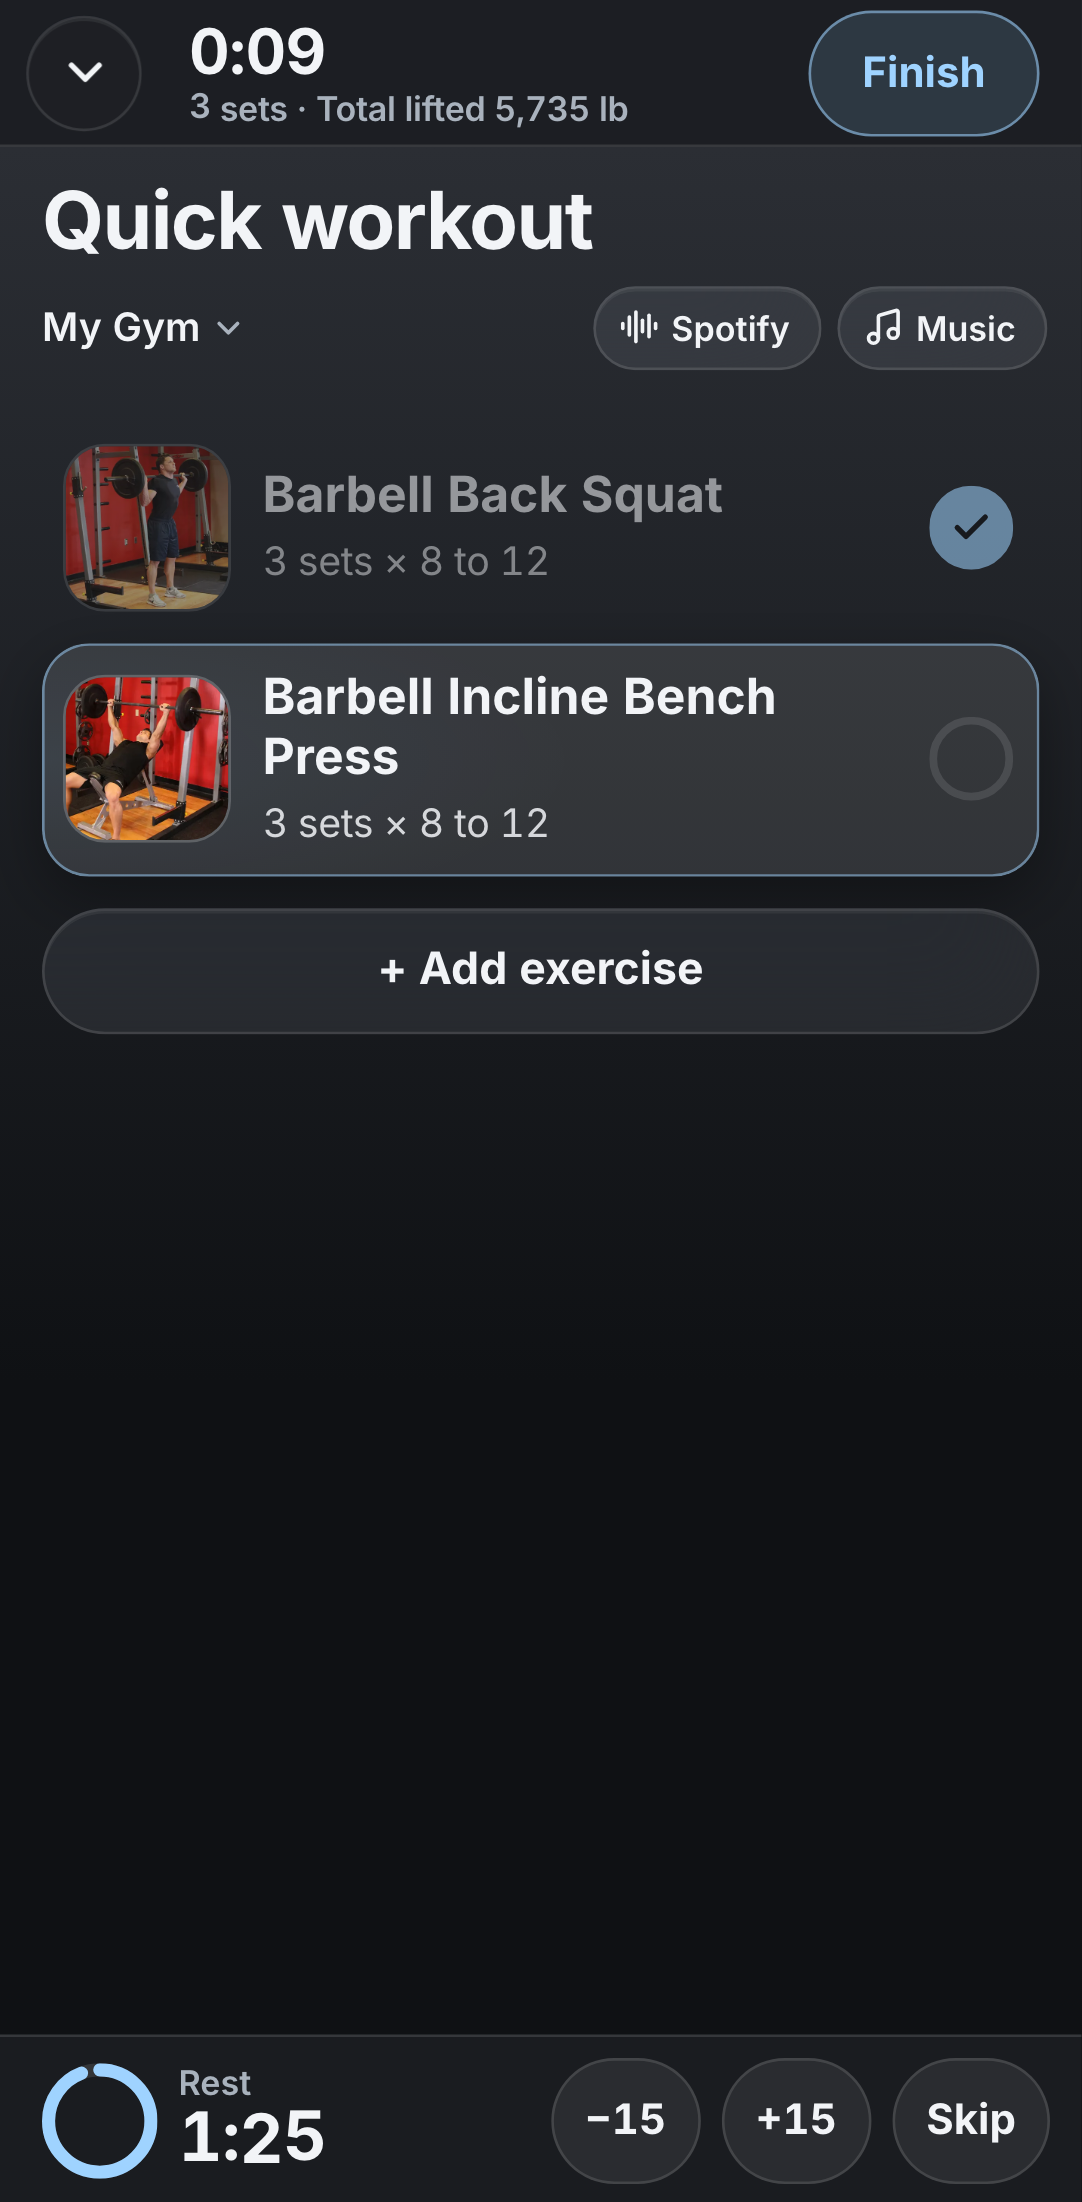 0:09
3 sets · Total lifted 5,735 lb
Finish
Quick workout
My Gym
Spotify
Music
Barbell Back Squat
3 sets × 8 to 12
Barbell Incline Bench
Press
3 sets × 8 to 12
+ Add exercise
Rest
1:25
−15
+15
Skip